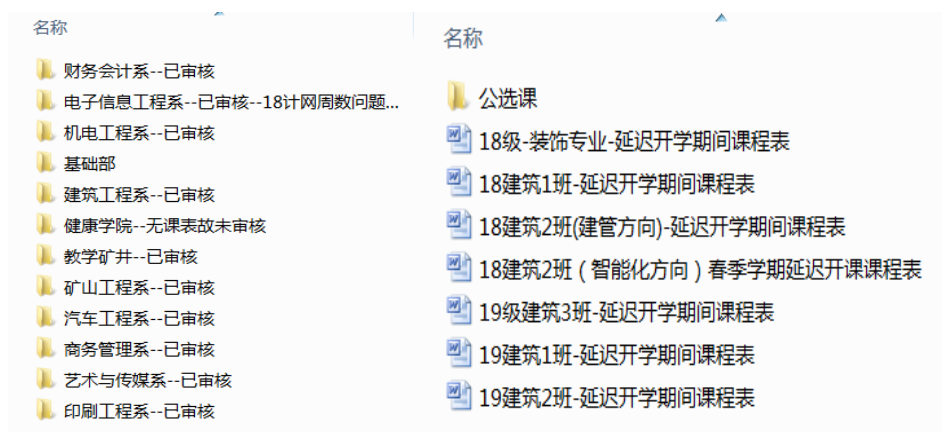 名称
财务会计系--已审核
电子信息工程系--已审核--18计网周数问题...
机电工程系--已审核
基础部
建筑工程系--已审核
健康学院--无课表故未审核
教学矿井--已审核
矿山工程系--已审核
汽车工程系--已审核
商务管理系--已审核
艺术与传媒系--已审核
印刷工程系--已审核
名称
公选课
18级-装饰专业-延迟开学期间课程表
18建筑1班-延迟开学期间课程表
18建筑2班(建管方向)-延迟开学期间课程表
18建筑2班（智能化方向）春季学期延迟开课课程表
19级建筑3班-延迟开学期间课程表
19建筑1班-延迟开学期间课程表
19建筑2班-延迟开学期间课程表